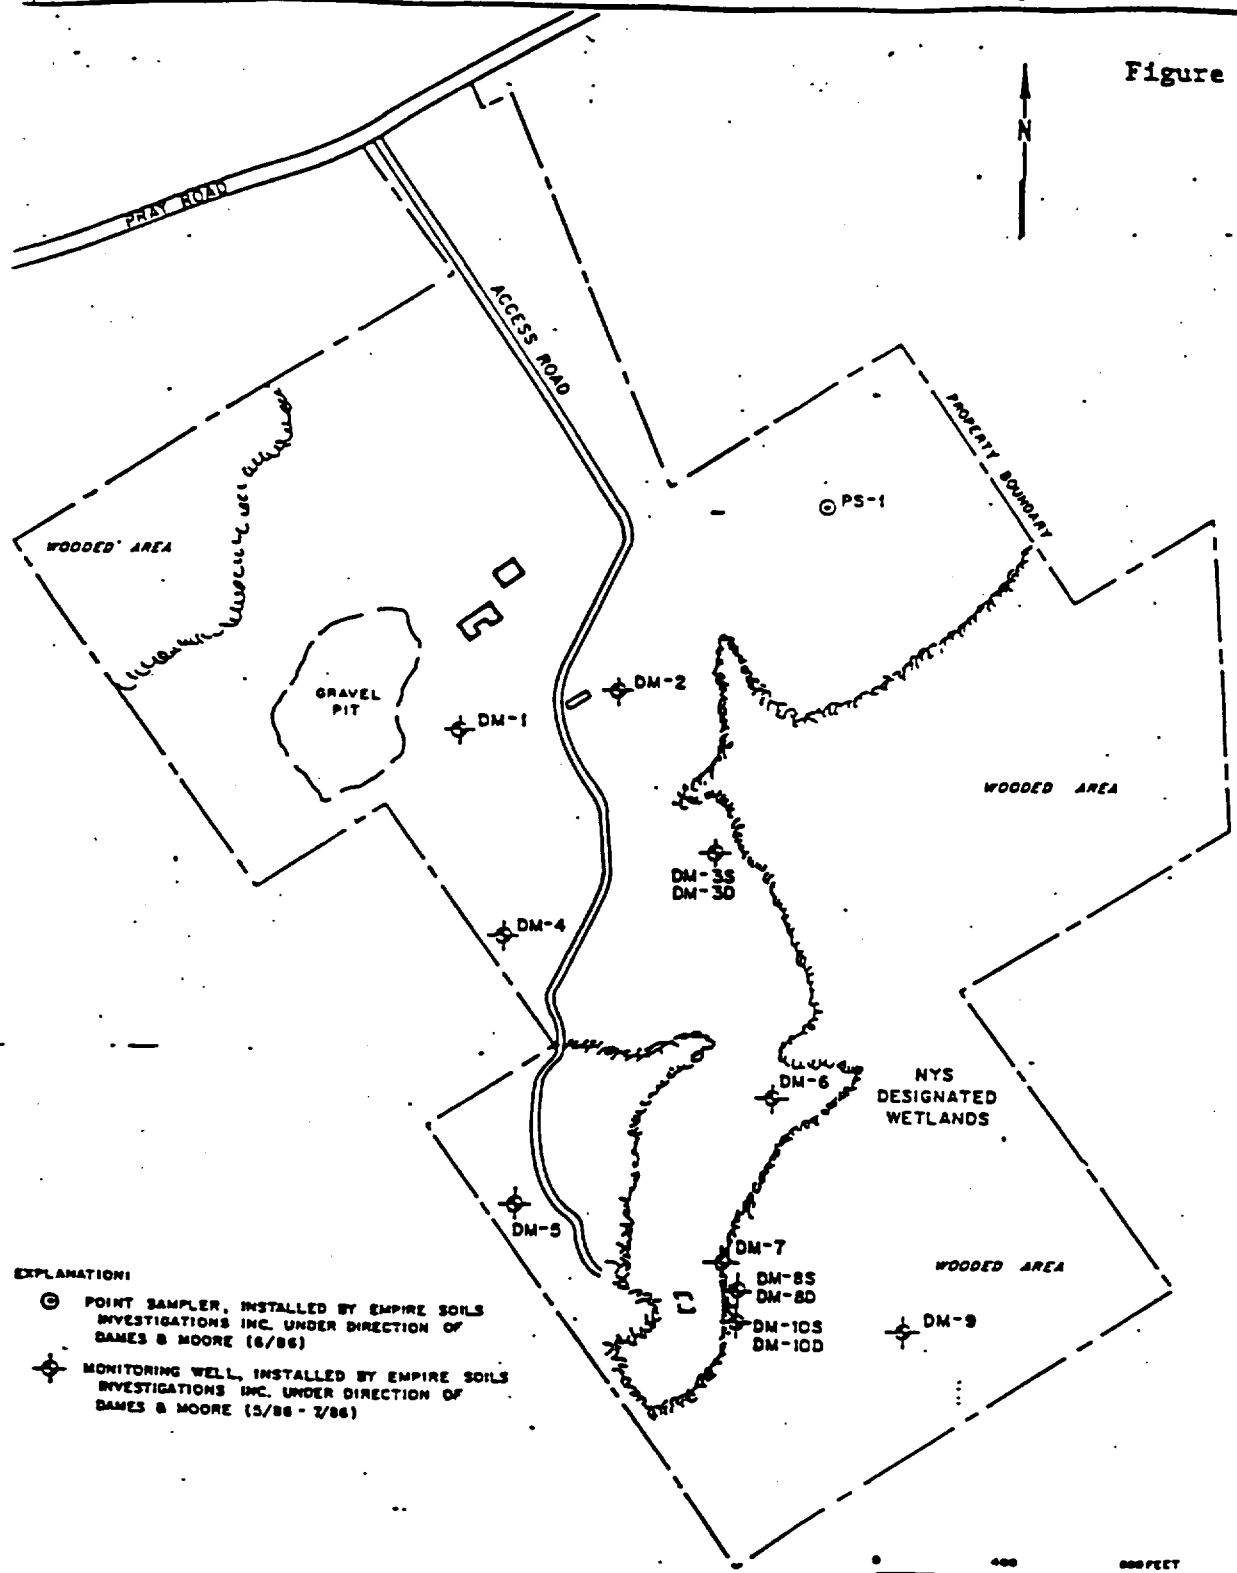 Figure
N
PRAY ROAD
ACCESS ROAD
PROPERTY BOUNDARY
PS-1
WOODED AREA
GRAVEL
PIT
DM-2
DM-1
WOODED AREA
DM-3S
DM-3D
DM-4
NYS
DESIGNATED
WETLANDS
DM-6
DM-5
DM-7
WOODED AREA
DM-8S
DM-8D
DM-10S
DM-10D
DM-9
EXPLANATION:
POINT SAMPLER, INSTALLED BY EMPIRE SOILS
INVESTIGATIONS INC. UNDER DIRECTION OF
DAMES & MOORE (6/86)
MONITORING WELL, INSTALLED BY EMPIRE SOILS
INVESTIGATIONS INC. UNDER DIRECTION OF
DAMES & MOORE (5/86 - 7/86)
0 400 800 FEET